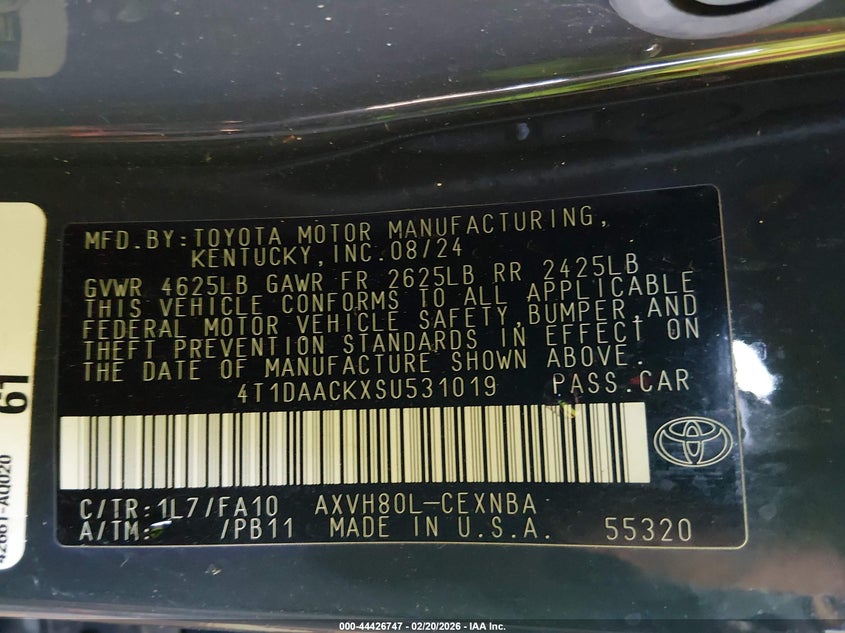 MFD.BY:TOYOTA MOTOR MANUFACTURING,
KENTUCKY,INC.08/24
GVWR 4625LB GAWR FR 2625LB RR 2425LB
THIS VEHICLE CONFORMS TO ALL APPLICABLE
FEDERAL MOTOR VEHICLE SAFETY,BUMPER,AND
THEFT PREVENTION STANDARDS IN EFFECT ON
THE DATE OF MANUFACTURE SHOWN ABOVE.
4T1DAACKXSU531019 PASS.CAR
C/TR:1L7/FA10 AXVH80L-CEXNBA
A/TM: /PB11 MADE IN U.S.A. 55320
61
42661-AQ020
000-44426747 - 02/20/2026 - IAA Inc.